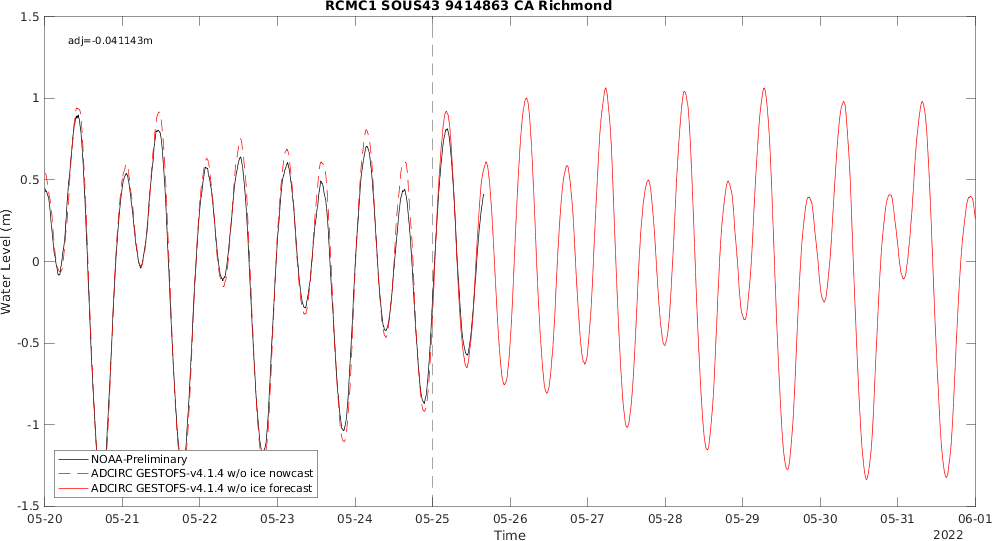 RCMC1 SOUS43 9414863 CA Richmond
adj=-0.041143m
Water Level (m)
1.5
1
0.5
0
-0.5
-1
-1.5
NOAA-Preliminary
ADCIRC GESTOFS-v4.1.4 w/o ice nowcast
ADCIRC GESTOFS-v4.1.4 w/o ice forecast
05-20 05-21 05-22 05-23 05-24 05-25 05-26 05-27 05-28 05-29 05-30 05-31 06-01
Time
2022